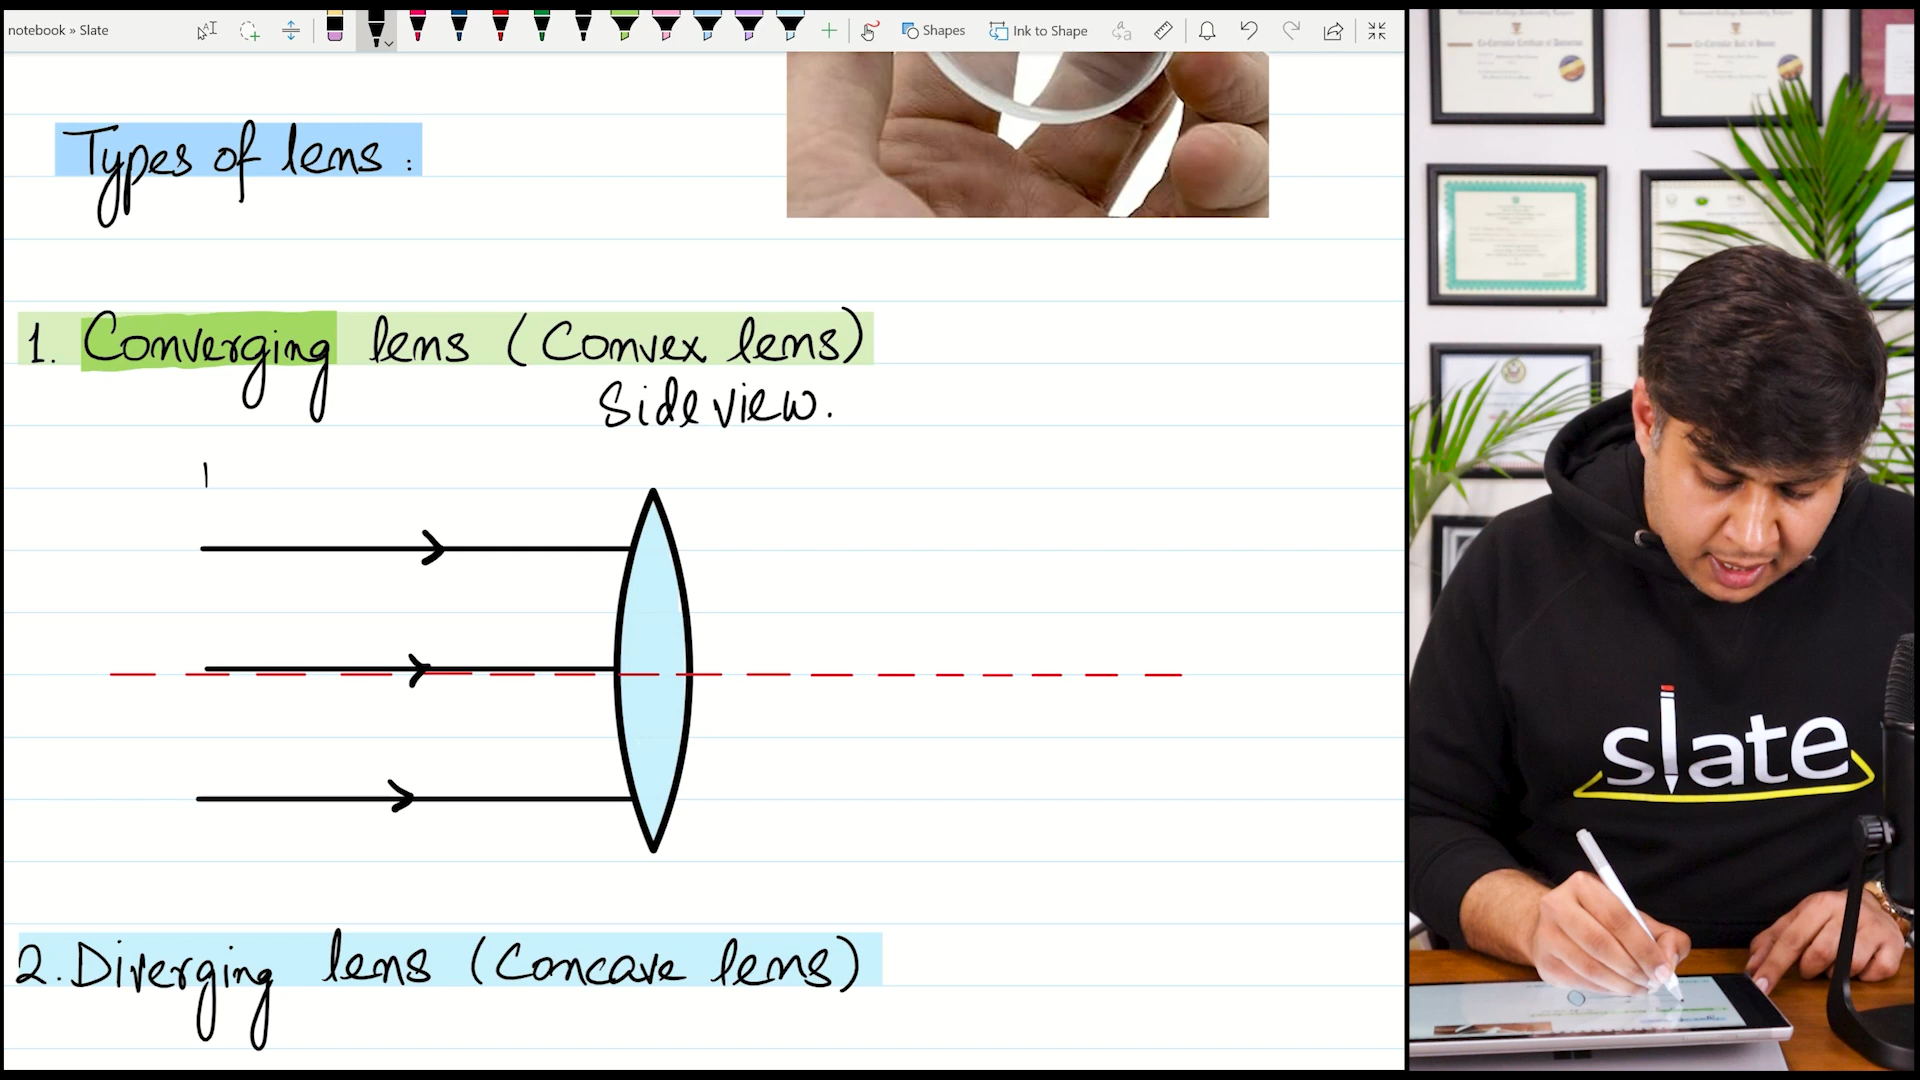 notebook » Slate
Shapes
Ink to Shape
Types of lens :
1. Converging lens (Convex lens)
Side view.
2. Diverging lens (Concave lens)
slate